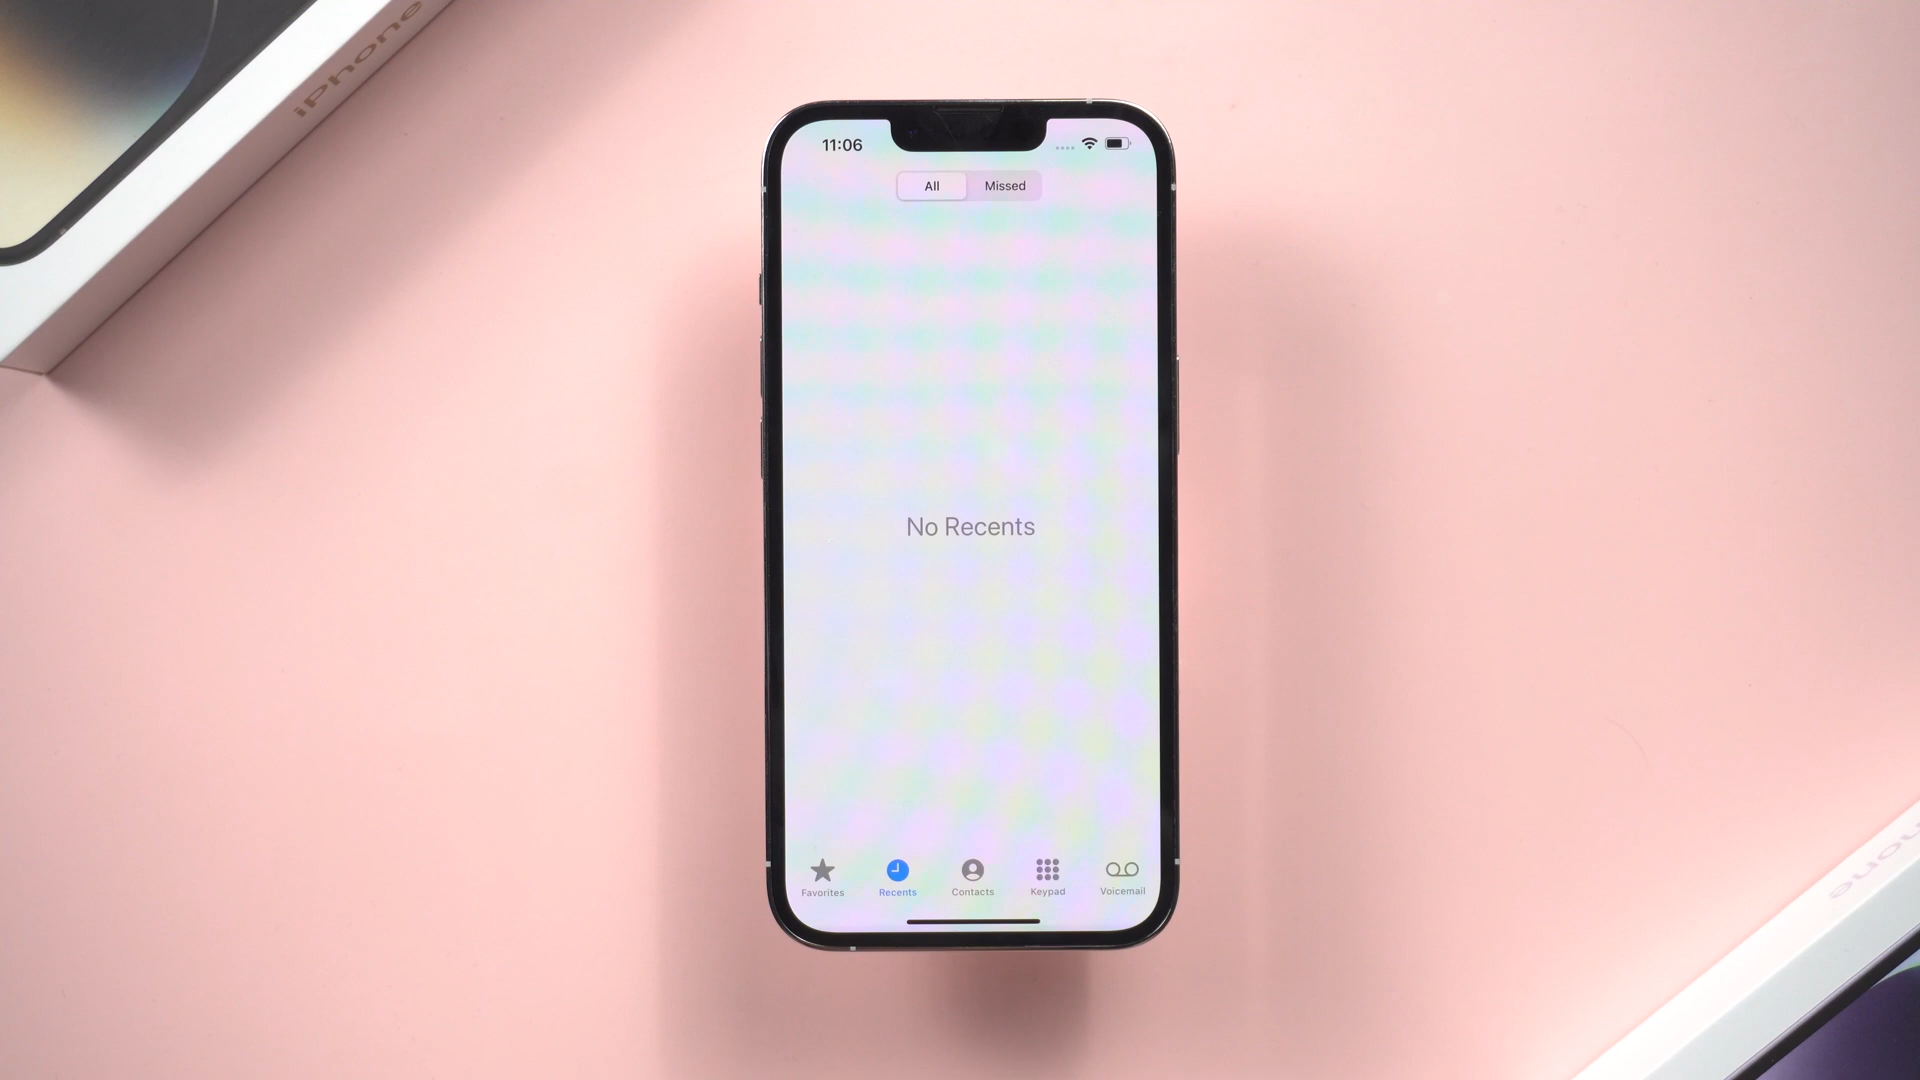 iPhone
11:06
All Missed
No Recents
Favorites Recents Contacts Keypad Voicemail